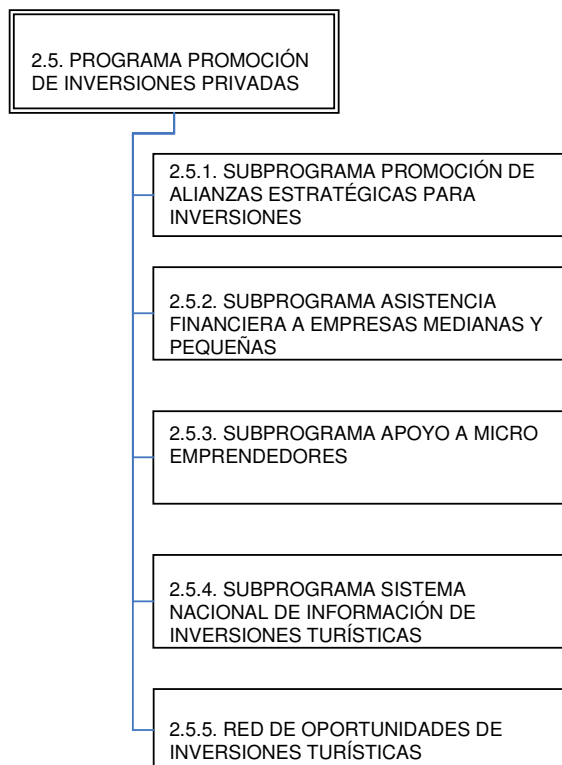 2.5. PROGRAMA PROMOCIÓN
DE INVERSIONES PRIVADAS
2.5.1. SUBPROGRAMA PROMOCIÓN DE
ALIANZAS ESTRATÉGICAS PARA
INVERSIONES
2.5.2. SUBPROGRAMA ASISTENCIA
FINANCIERA A EMPRESAS MEDIANAS Y
PEQUEÑAS
2.5.3. SUBPROGRAMA APOYO A MICRO
EMPRENDEDORES
2.5.4. SUBPROGRAMA SISTEMA
NACIONAL DE INFORMACIÓN DE
INVERSIONES TURÍSTICAS
2.5.5. RED DE OPORTUNIDADES DE
INVERSIONES TURÍSTICAS